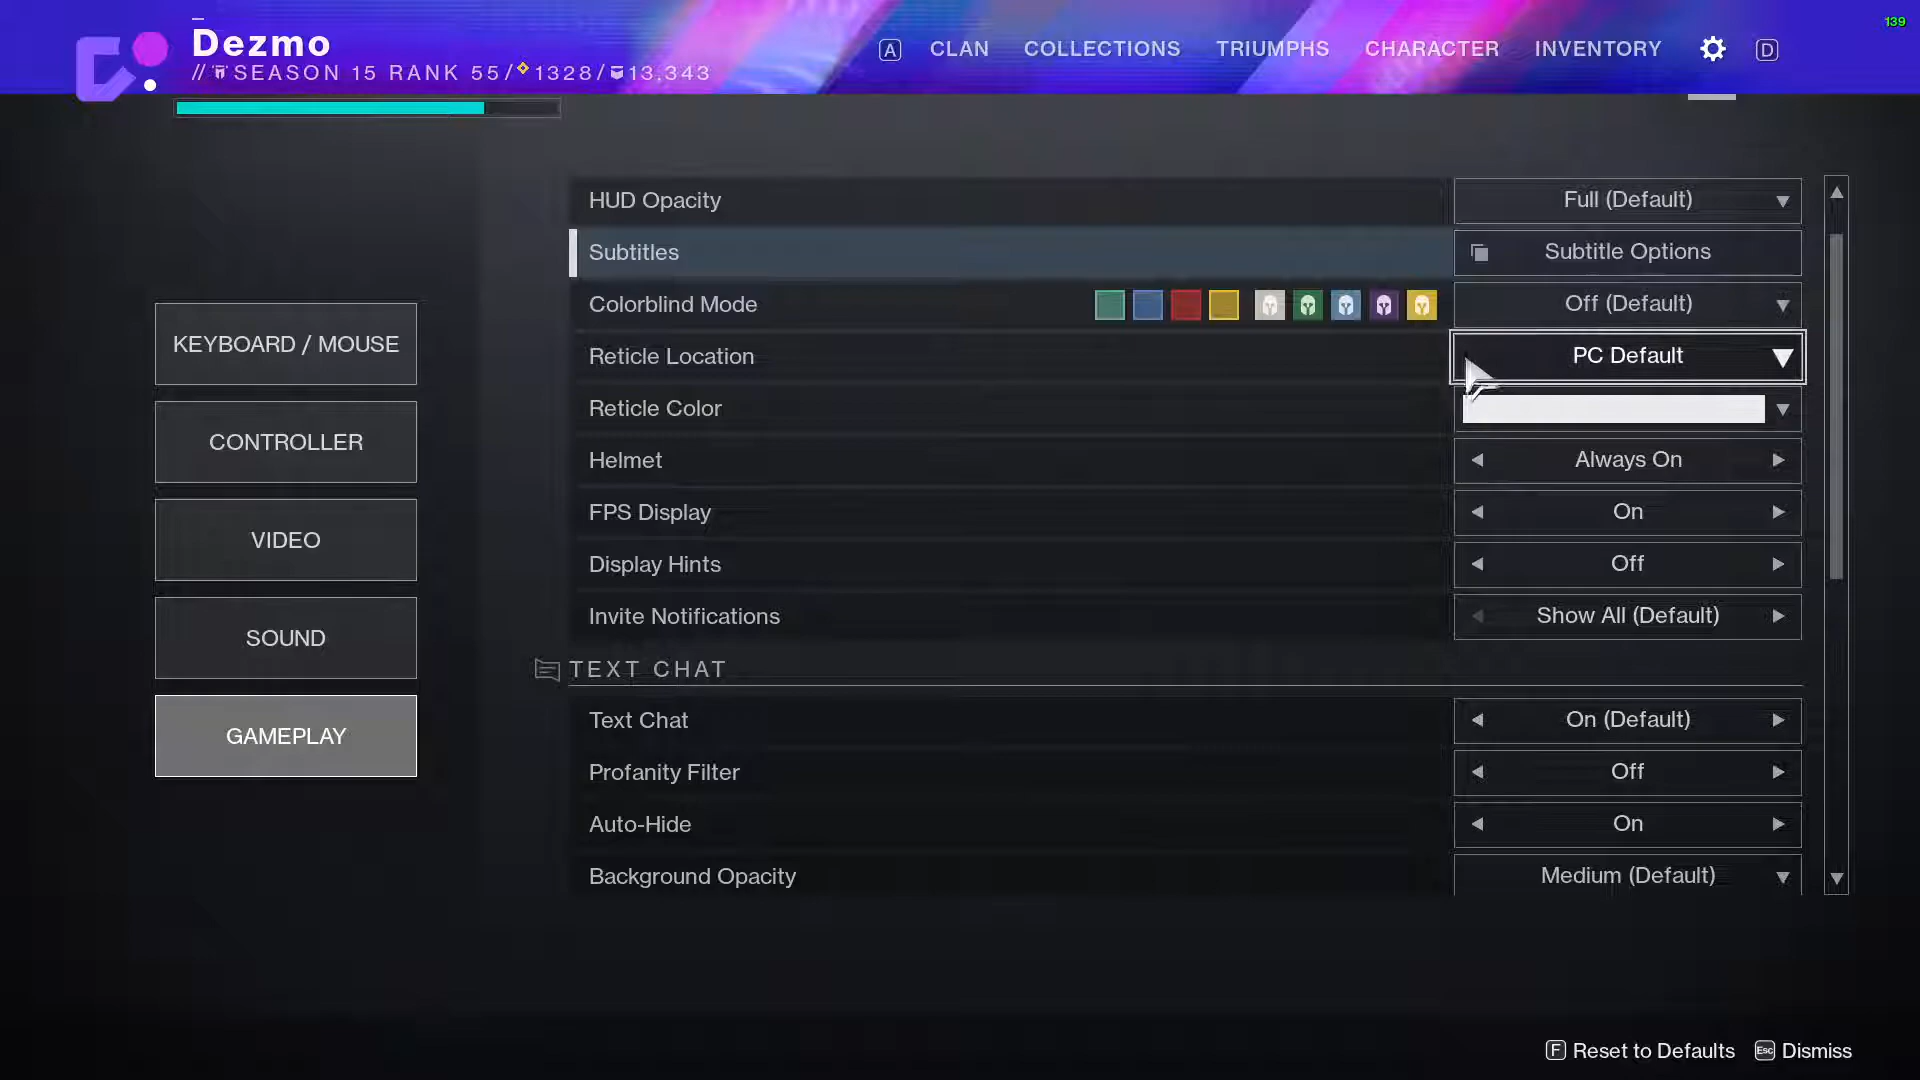 139
Dezmo
// SEASON 15 RANK 55/1328/13,343
A CLAN COLLECTIONS TRIUMPHS CHARACTER INVENTORY D
HUD Opacity Full (Default)
Subtitles Subtitle Options
Colorblind Mode Off (Default)
Reticle Location PC Default
Reticle Color
Helmet Always On
FPS Display On
Display Hints Off
Invite Notifications Show All (Default)
TEXT CHAT
Text Chat On (Default)
Profanity Filter Off
Auto-Hide On
Background Opacity Medium (Default)
KEYBOARD / MOUSE
CONTROLLER
VIDEO
SOUND
GAMEPLAY
F Reset to Defaults Esc Dismiss